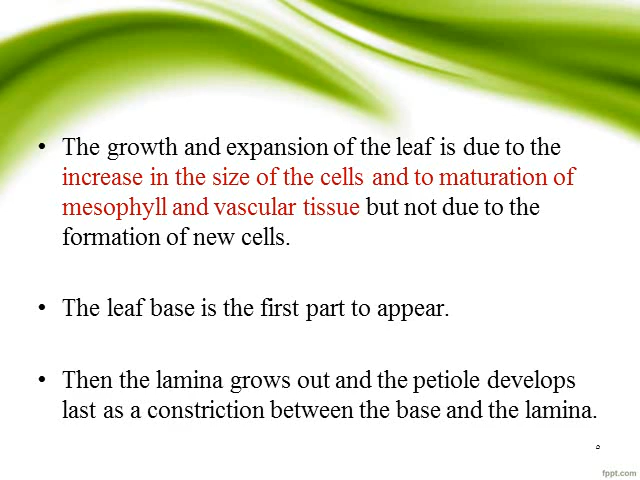 • The growth and expansion of the leaf is due to the
increase in the size of the cells and to maturation of
mesophyll and vascular tissue but not due to the
formation of new cells.
• The leaf base is the first part to appear.
• Then the lamina grows out and the petiole develops
last as a constriction between the base and the lamina.
fppt.com